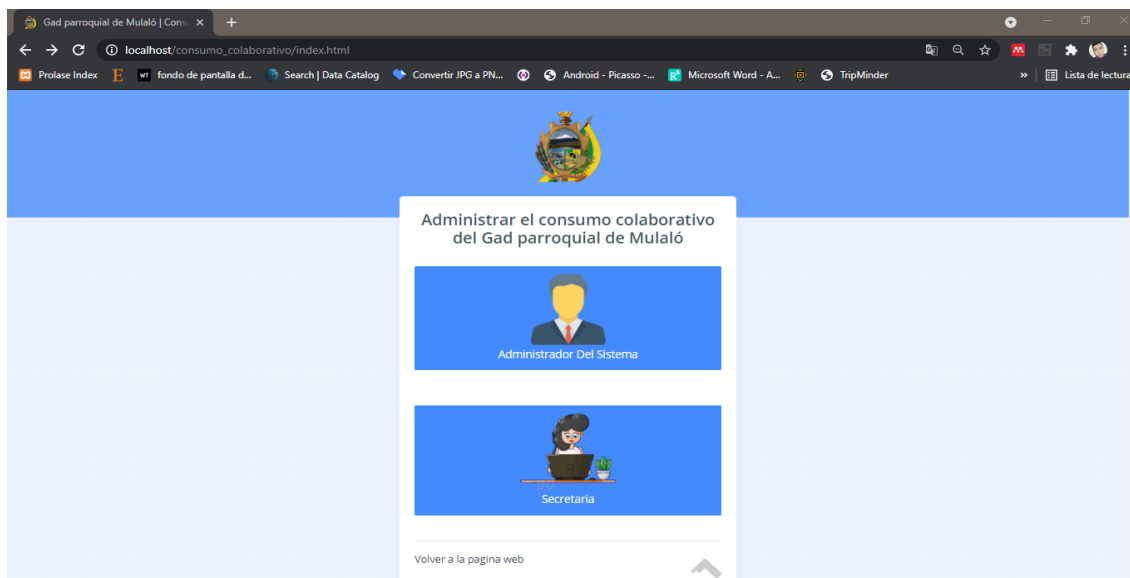 Gad parroquial de Mulaló | Cons
localhost/consumo_colaborativo/index.html
Prolase Index fondo de pantalla d... Search | Data Catalog Convertir JPG a PN... Android - Picasso -... Microsoft Word - A... TripMinder » Lista de lectura
Administrar el consumo colaborativo
del Gad parroquial de Mulaló
Administrador Del Sistema
Secretaria
Volver a la pagina web